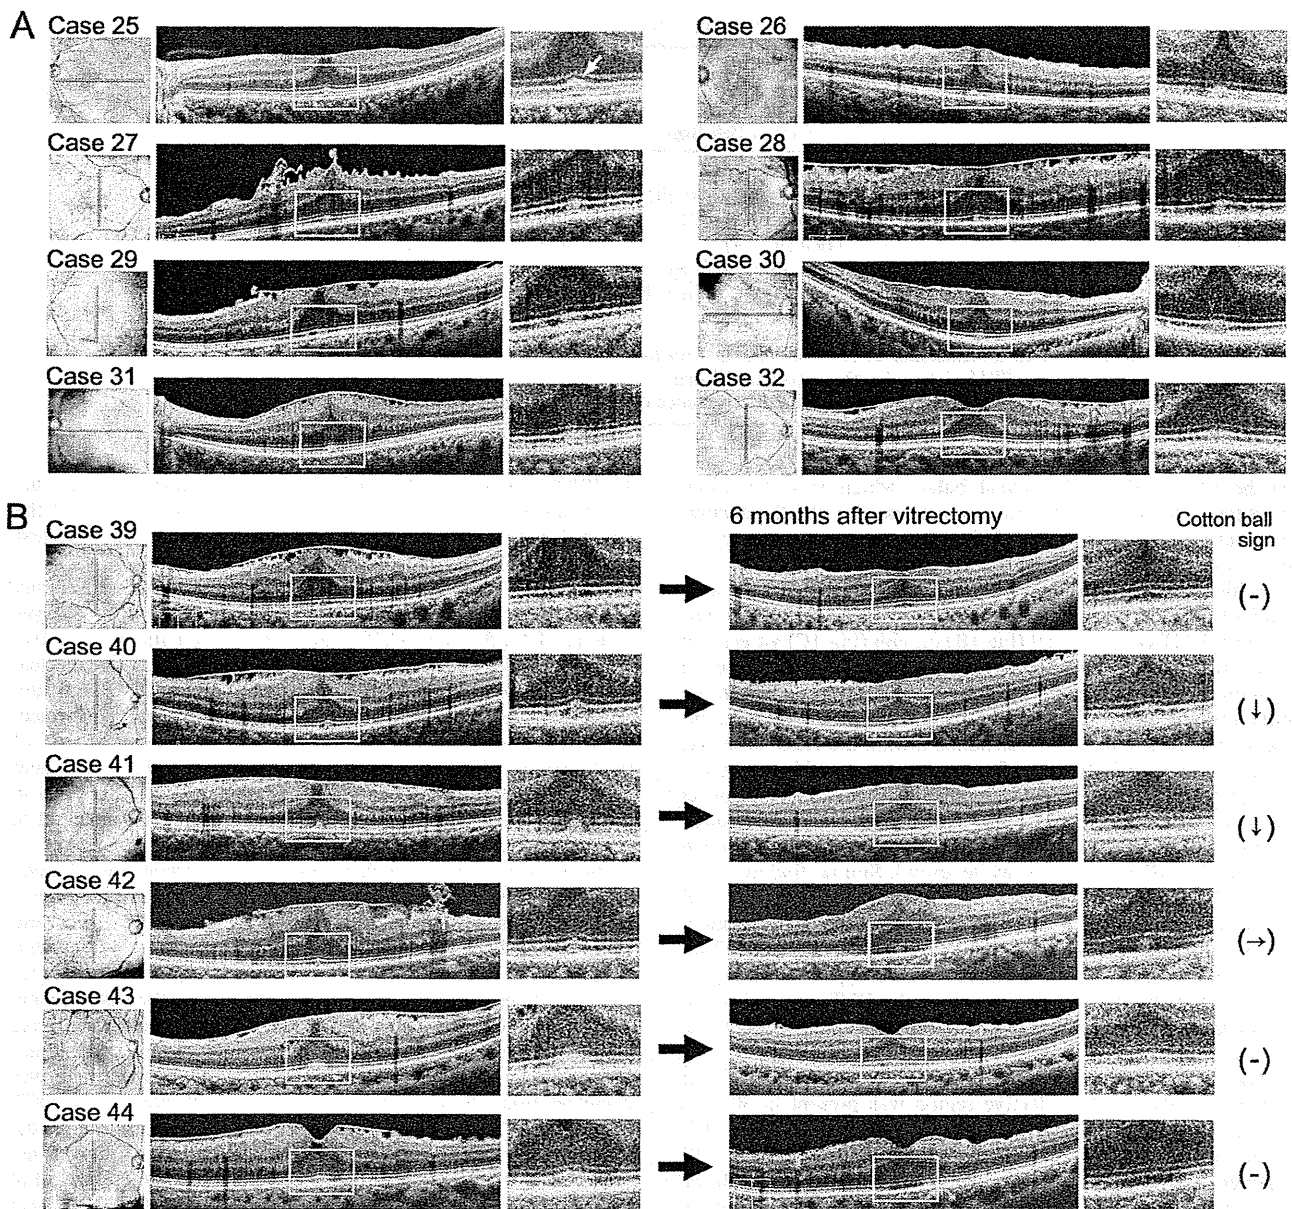 A
Case 25
Case 26
Case 27
Case 28
Case 29
Case 30
Case 31
Case 32
B
6 months after vitrectomy
Cotton ball
sign
Case 39
(-)
Case 40
(↓)
Case 41
(↓)
Case 42
(→)
Case 43
(-)
Case 44
(-)